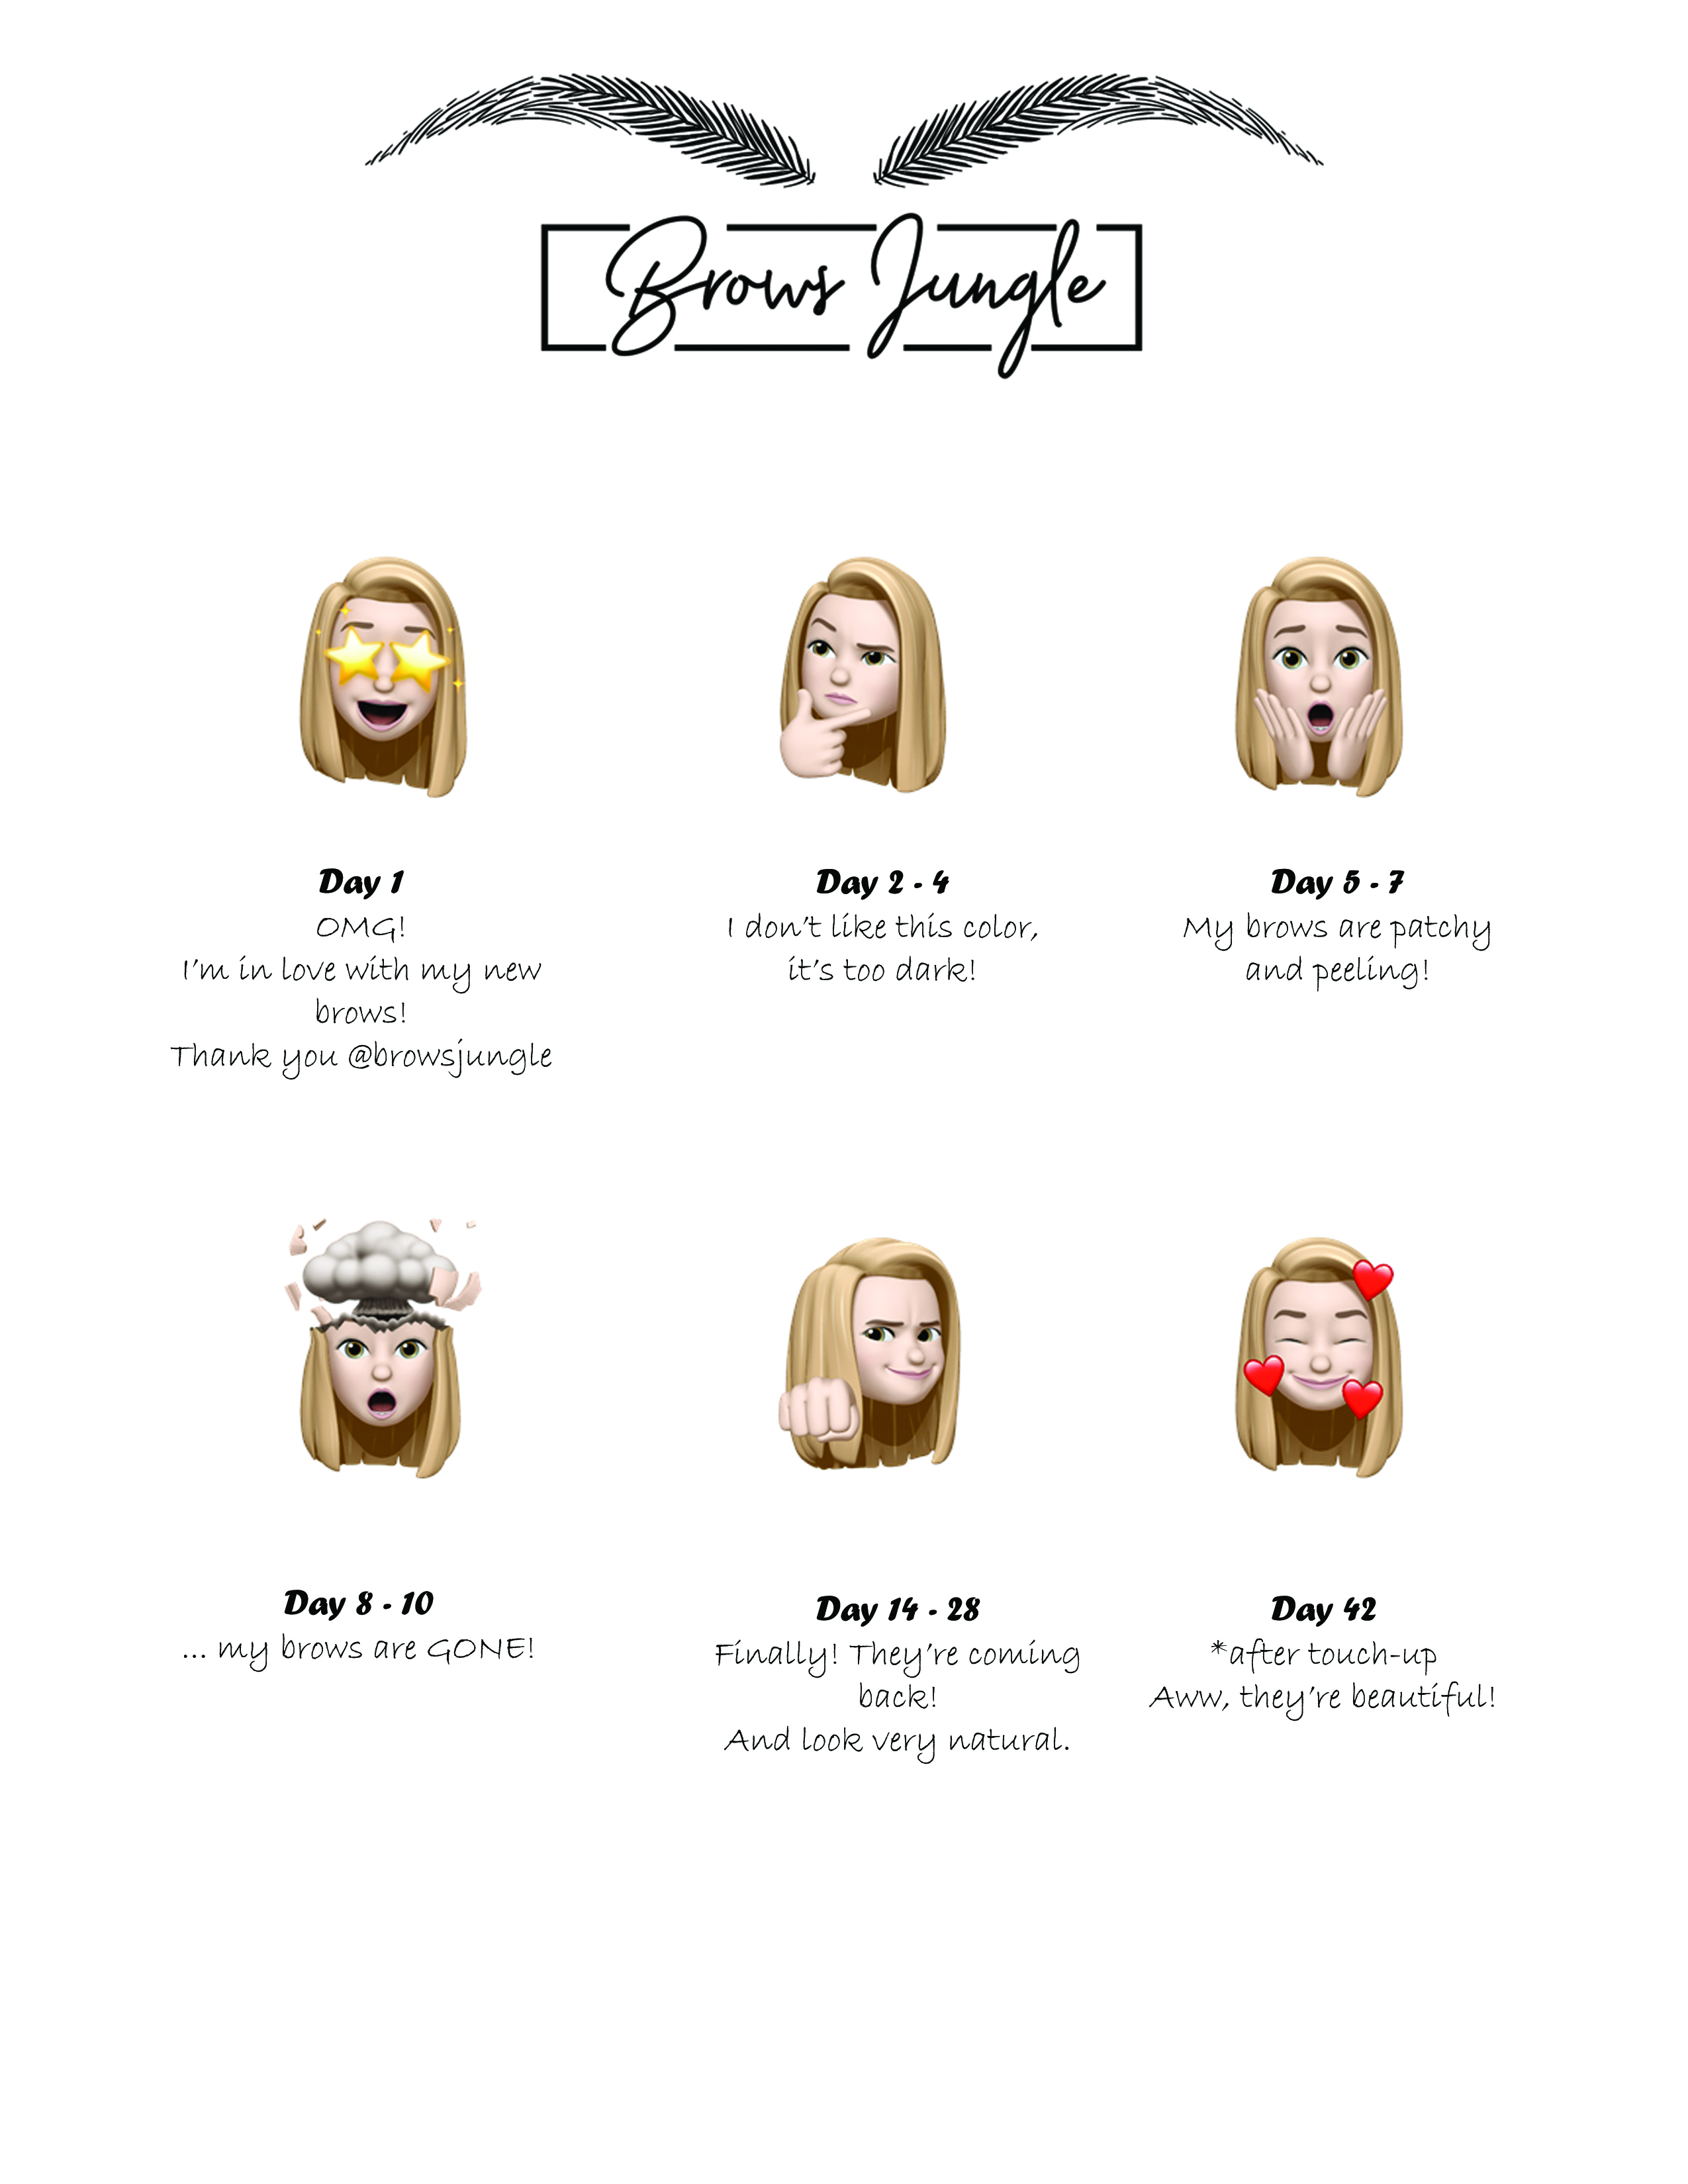 Brows Jungle
Day 1
OMG!
I'm in love with my new
brows!
Thank you @browsjungle
Day 2 - 4
I don't like this color,
it's too dark!
Day 5 - 7
My brows are patchy
and peeling!
Day 8 - 10
... my brows are GONE!
Day 14 - 28
Finally! They're coming
back!
And look very natural.
Day 42
*after touch-up
Aww, they're beautiful!